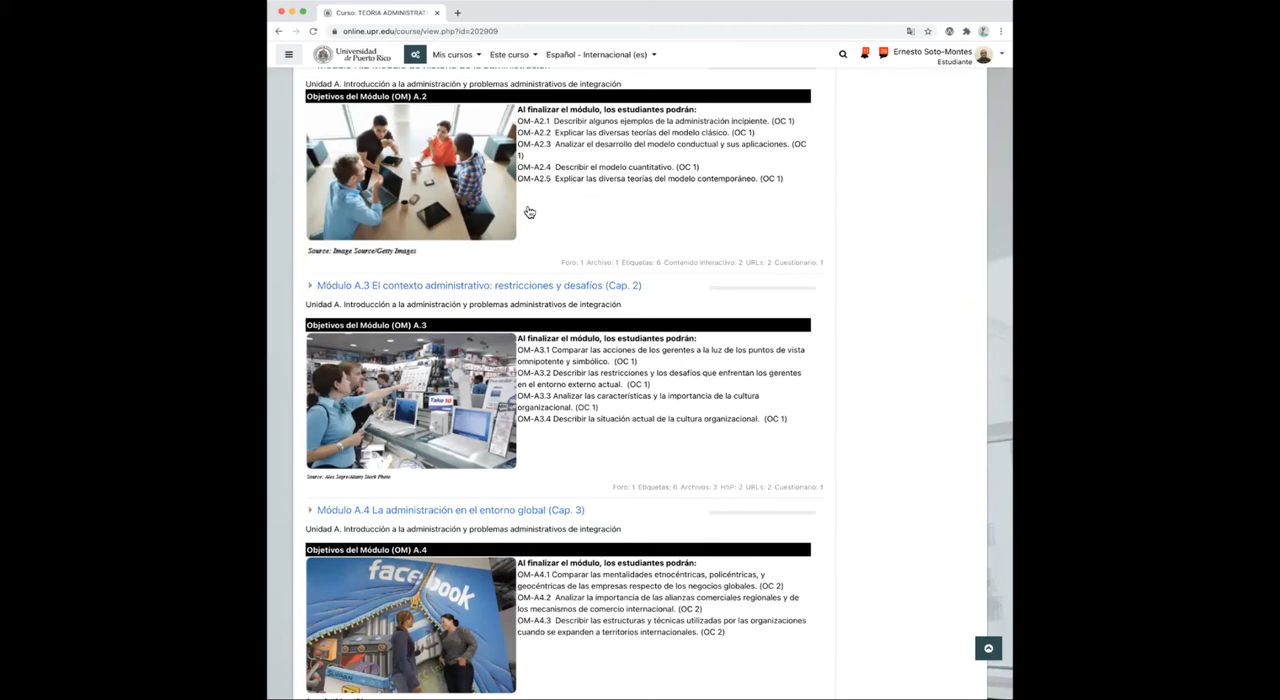 Curso: TEORIA ADMINISTRAT
online.upr.edu/course/view.php?id=202909
Universidad
de Puerto Rico
Mis cursos
Este curso
Español - Internacional (es)
Ernesto Soto-Montes
Estudiante
Unidad A. Introducción a la administración y problemas administrativos de integración
Objetivos del Módulo (OM) A.2
Al finalizar el módulo, los estudiantes podrán:
OM-A2.1 Describir algunos ejemplos de la administración incipiente. (OC 1)
OM-A2.2 Explicar las diversas teorías del modelo clásico. (OC 1)
OM-A2.3 Analizar el desarrollo del modelo conductual y sus aplicaciones. (OC
1)
OM-A2.4 Describir el modelo cuantitativo. (OC 1)
OM-A2.5 Explicar las diversa teorías del modelo contemporáneo. (OC 1)
Source: Image Source/Getty Images
Foro: 1 Archivo: 1 Etiquetas: 6 Contenido interactivo: 2 URLs: 2 Cuestionario: 1
Módulo A.3 El contexto administrativo: restricciones y desafíos (Cap. 2)
Unidad A. Introducción a la administración y problemas administrativos de integración
Objetivos del Módulo (OM) A.3
Al finalizar el módulo, los estudiantes podrán:
OM-A3.1 Comparar las acciones de los gerentes a la luz de los puntos de vista
omnipotente y simbólico. (OC 1)
OM-A3.2 Describir las restricciones y los desafíos que enfrentan los gerentes
en el entorno externo actual. (OC 1)
OM-A3.3 Analizar las características y la importancia de la cultura
organizacional. (OC 1)
OM-A3.4 Describir la situación actual de la cultura organizacional. (OC 1)
Source: Alex Segre/Alamy Stock Photo
Foro: 1 Etiquetas: 6 Archivos: 3 H5P: 2 URLs: 2 Cuestionario: 1
Módulo A.4 La administración en el entorno global (Cap. 3)
Unidad A. Introducción a la administración y problemas administrativos de integración
Objetivos del Módulo (OM) A.4
Al finalizar el módulo, los estudiantes podrán:
OM-A4.1 Comparar las mentalidades etnocéntricas, policéntricas, y
geocéntricas de las empresas respecto de los negocios globales. (OC 2)
OM-A4.2 Analizar la importancia de las alianzas comerciales regionales y de
los mecanismos de comercio internacional. (OC 2)
OM-A4.3 Describir las estructuras y técnicas utilizadas por las organizaciones
cuando se expanden a territorios internacionales. (OC 2)
facebook